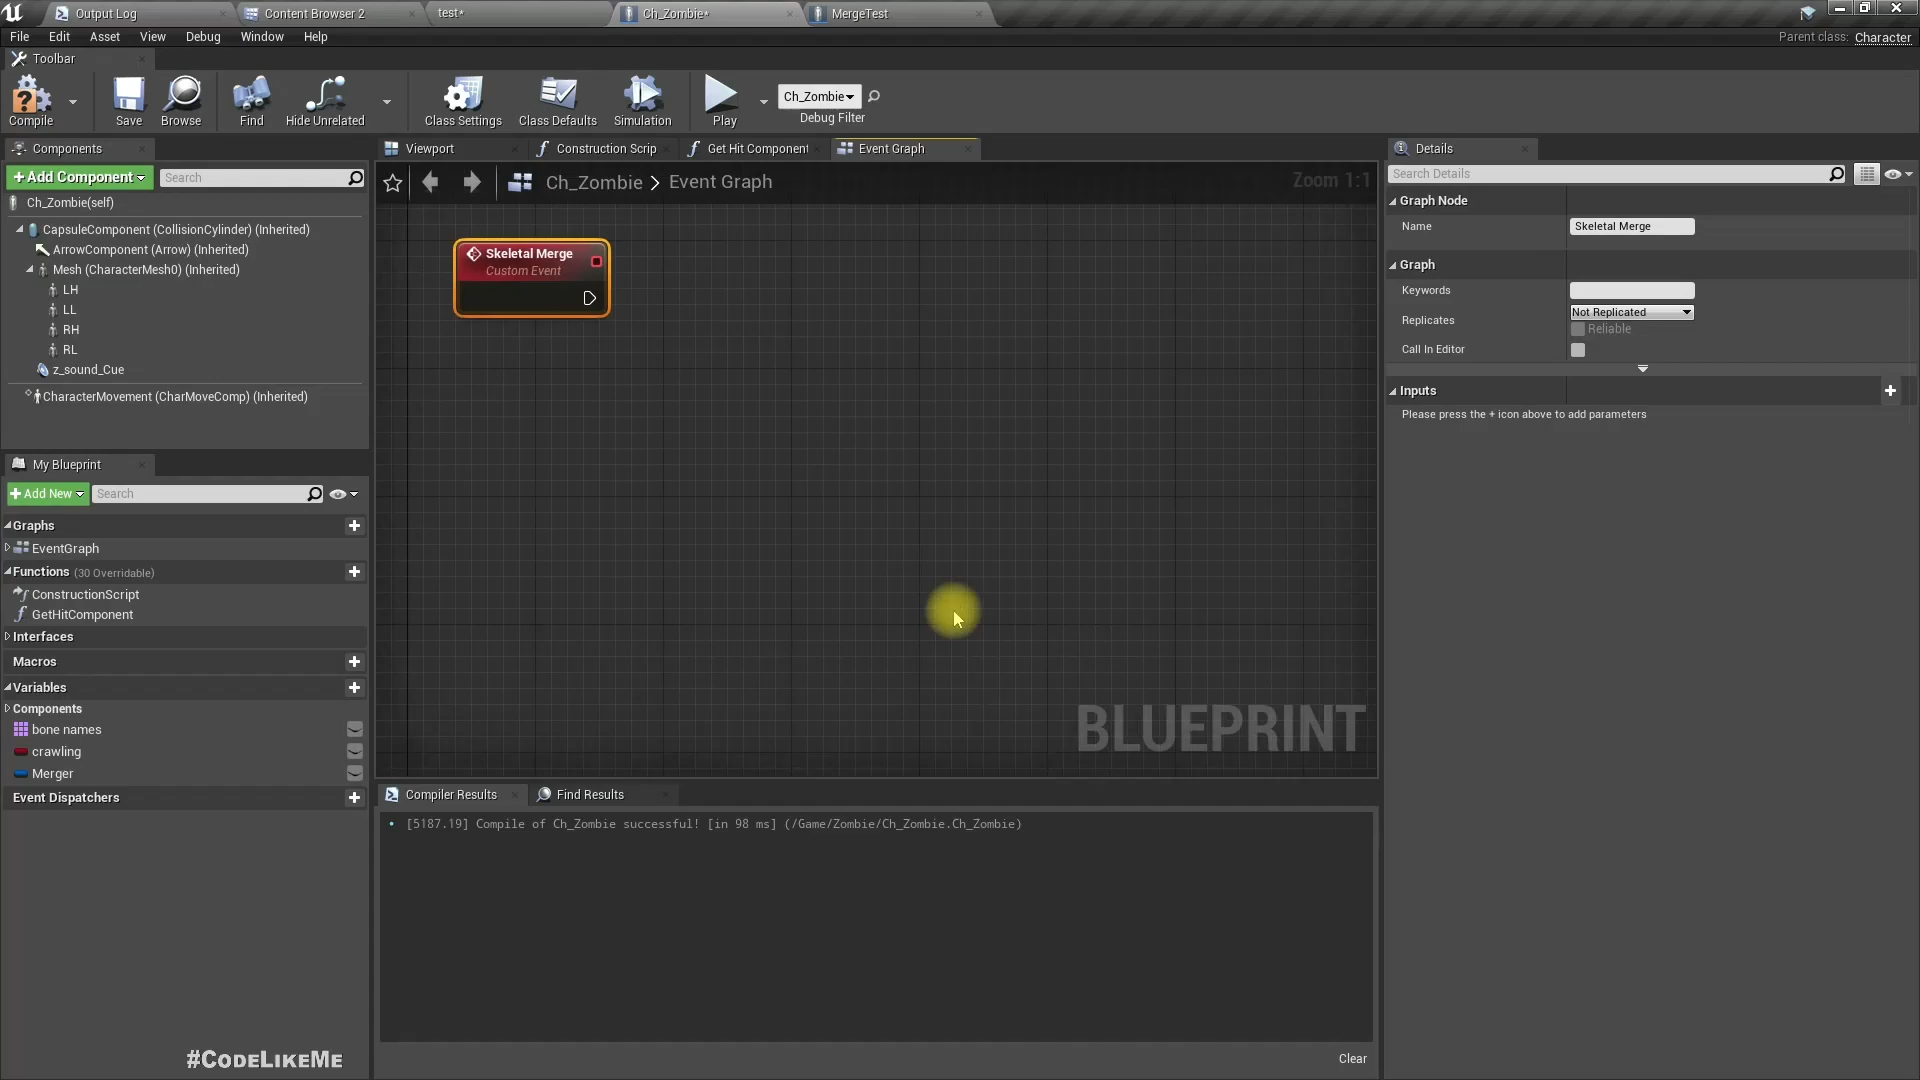 Output Log
Content Browser 2
test*
Ch_Zombie*
MergeTest
File Edit Asset View Debug Window Help
Parent class: Character
Toolbar
Compile
Save
Browse
Find
Hide Unrelated
Class Settings
Class Defaults
Simulation
Play
Ch_Zombie
Debug Filter
Components
+Add Component
Search
Ch_Zombie(self)
CapsuleComponent (CollisionCylinder) (Inherited)
ArrowComponent (Arrow) (Inherited)
Mesh (CharacterMesh0) (Inherited)
LH
LL
RH
RL
z_sound_Cue
CharacterMovement (CharMoveComp) (Inherited)
My Blueprint
+Add New
Search
Graphs
EventGraph
Functions (30 Overridable)
ConstructionScript
GetHitComponent
Interfaces
Macros
Variables
Components
bone names
crawling
Merger
Event Dispatchers
#CodeLikeMe
Viewport
Construction Scrip
Get Hit Component
Event Graph
Ch_Zombie > Event Graph
Zoom 1:1
Skeletal Merge
Custom Event
BLUEPRINT
Compiler Results
Find Results
[5187.19] Compile of Ch_Zombie successful! [in 98 ms] (/Game/Zombie/Ch_Zombie.Ch_Zombie)
Clear
Details
Search Details
Graph Node
Name Skeletal Merge
Graph
Keywords
Replicates Not Replicated
Reliable
Call In Editor
Inputs
Please press the + icon above to add parameters